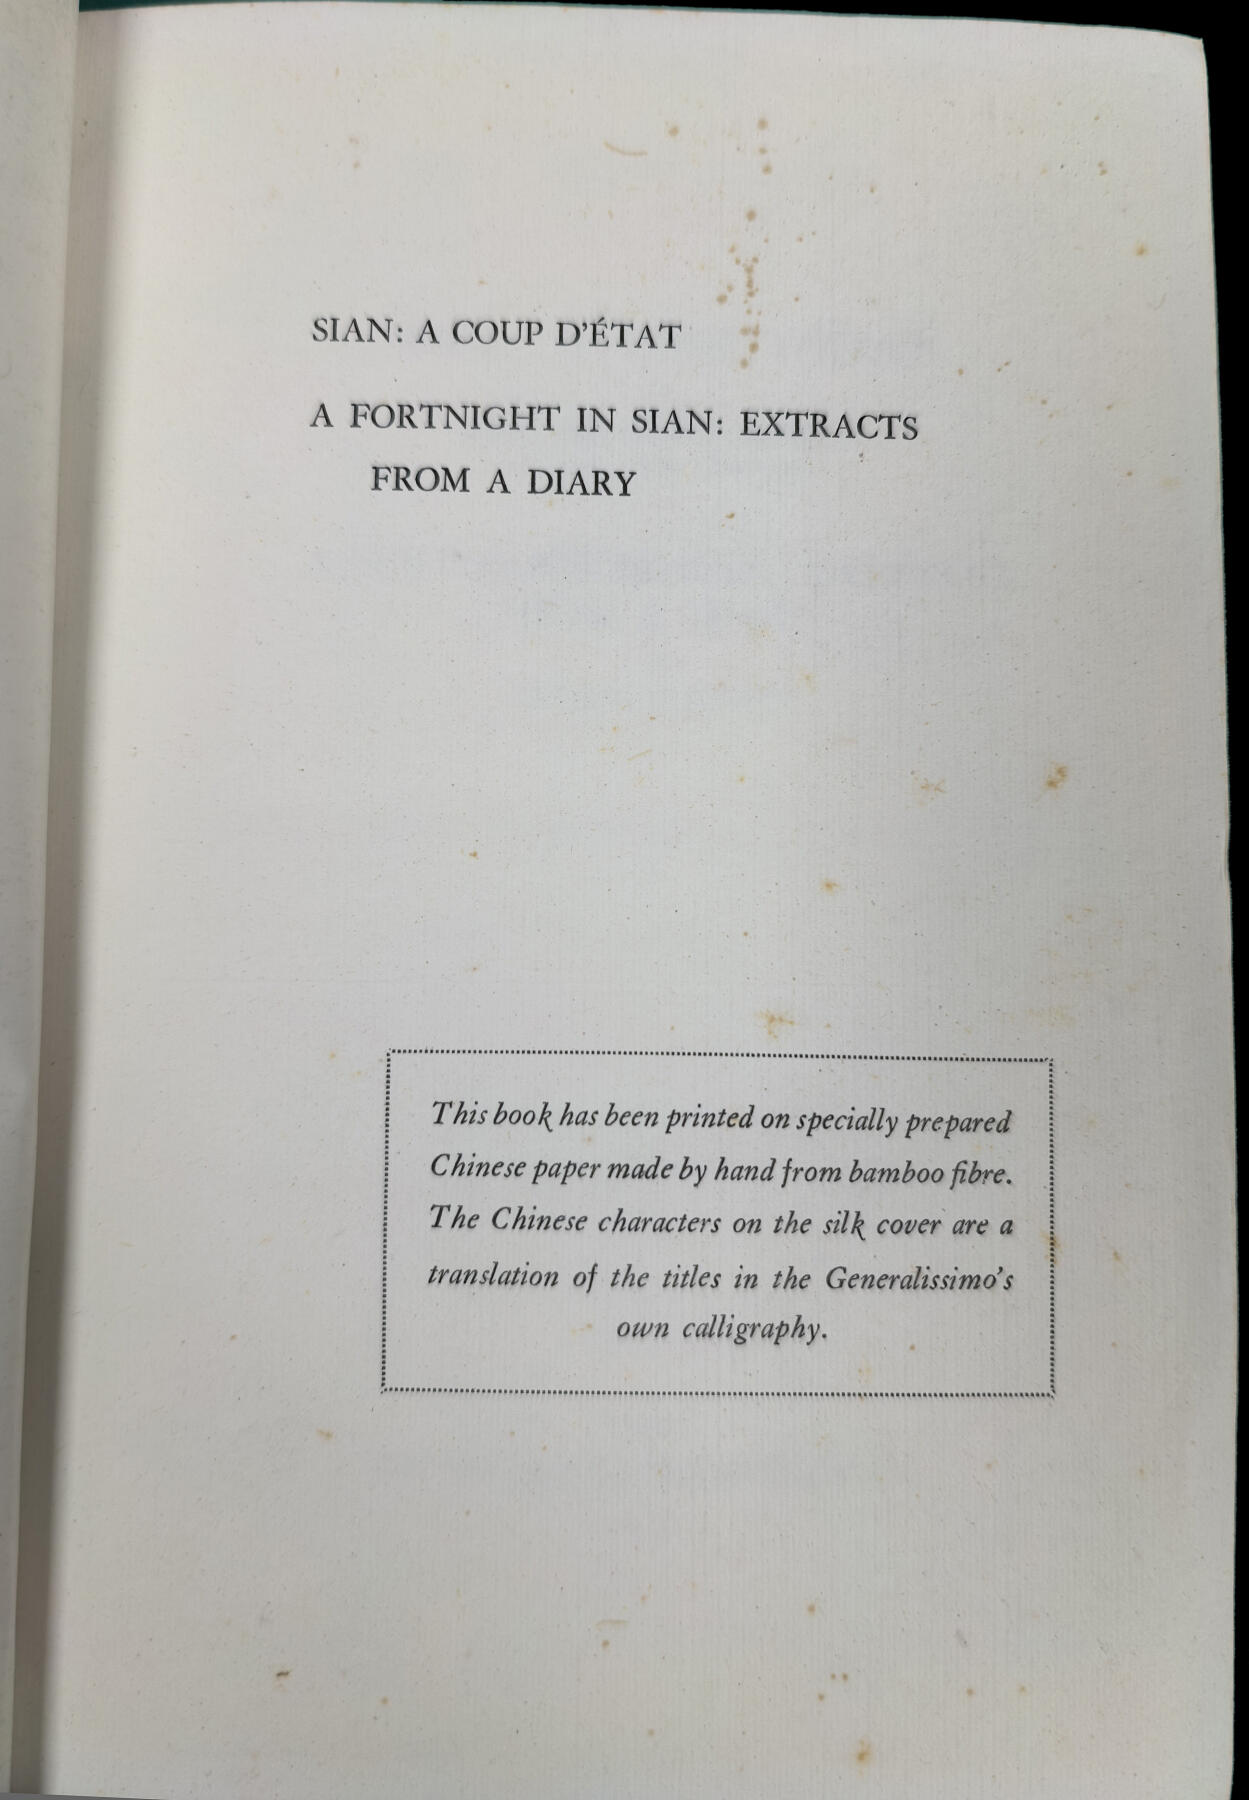 SIAN: A COUP D'ÉTAT
A FORTNIGHT IN SIAN: EXTRACTS
FROM A DIARY
This book has been printed on specially prepared
Chinese paper made by hand from bamboo fibre.
The Chinese characters on the silk cover are a
translation of the titles in the Generalissimo's
own calligraphy.